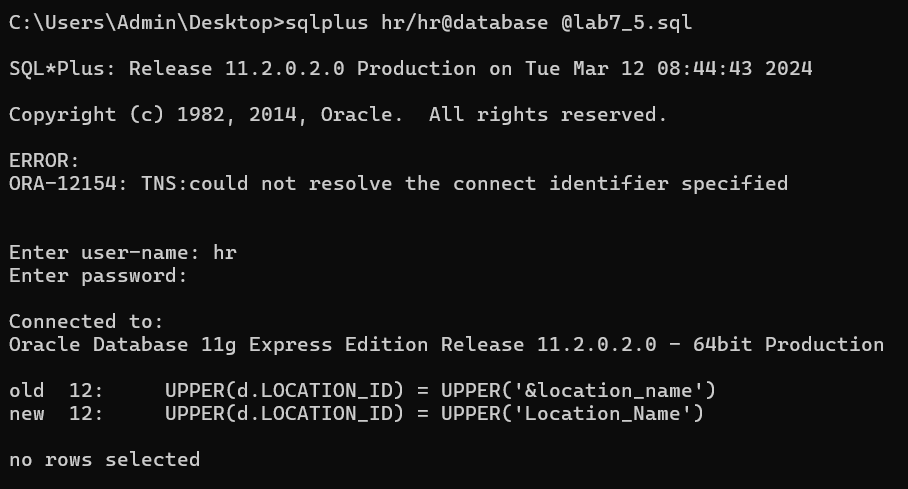 C:\Users\Admin\Desktop>sqlplus hr/hr@database @lab7_5.sql
SQL*Plus: Release 11.2.0.2.0 Production on Tue Mar 12 08:44:43 2024
Copyright (c) 1982, 2014, Oracle.  All rights reserved.
ERROR:
ORA-12154: TNS:could not resolve the connect identifier specified
Enter user-name: hr
Enter password:
Connected to:
Oracle Database 11g Express Edition Release 11.2.0.2.0 - 64bit Production
old  12:     UPPER(d.LOCATION_ID) = UPPER('&location_name')
new  12:     UPPER(d.LOCATION_ID) = UPPER('Location_Name')
no rows selected